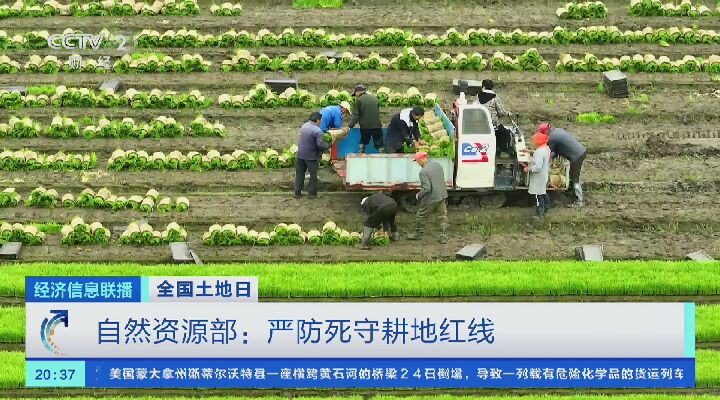 CCTV 2
财经
经济信息联播
全国土地日
自然资源部：严防死守耕地红线
20:37
美国蒙大拿州斯蒂尔沃特县一座横跨黄石河的桥梁24日倒塌，导致一列载有危险化学品的货运列车